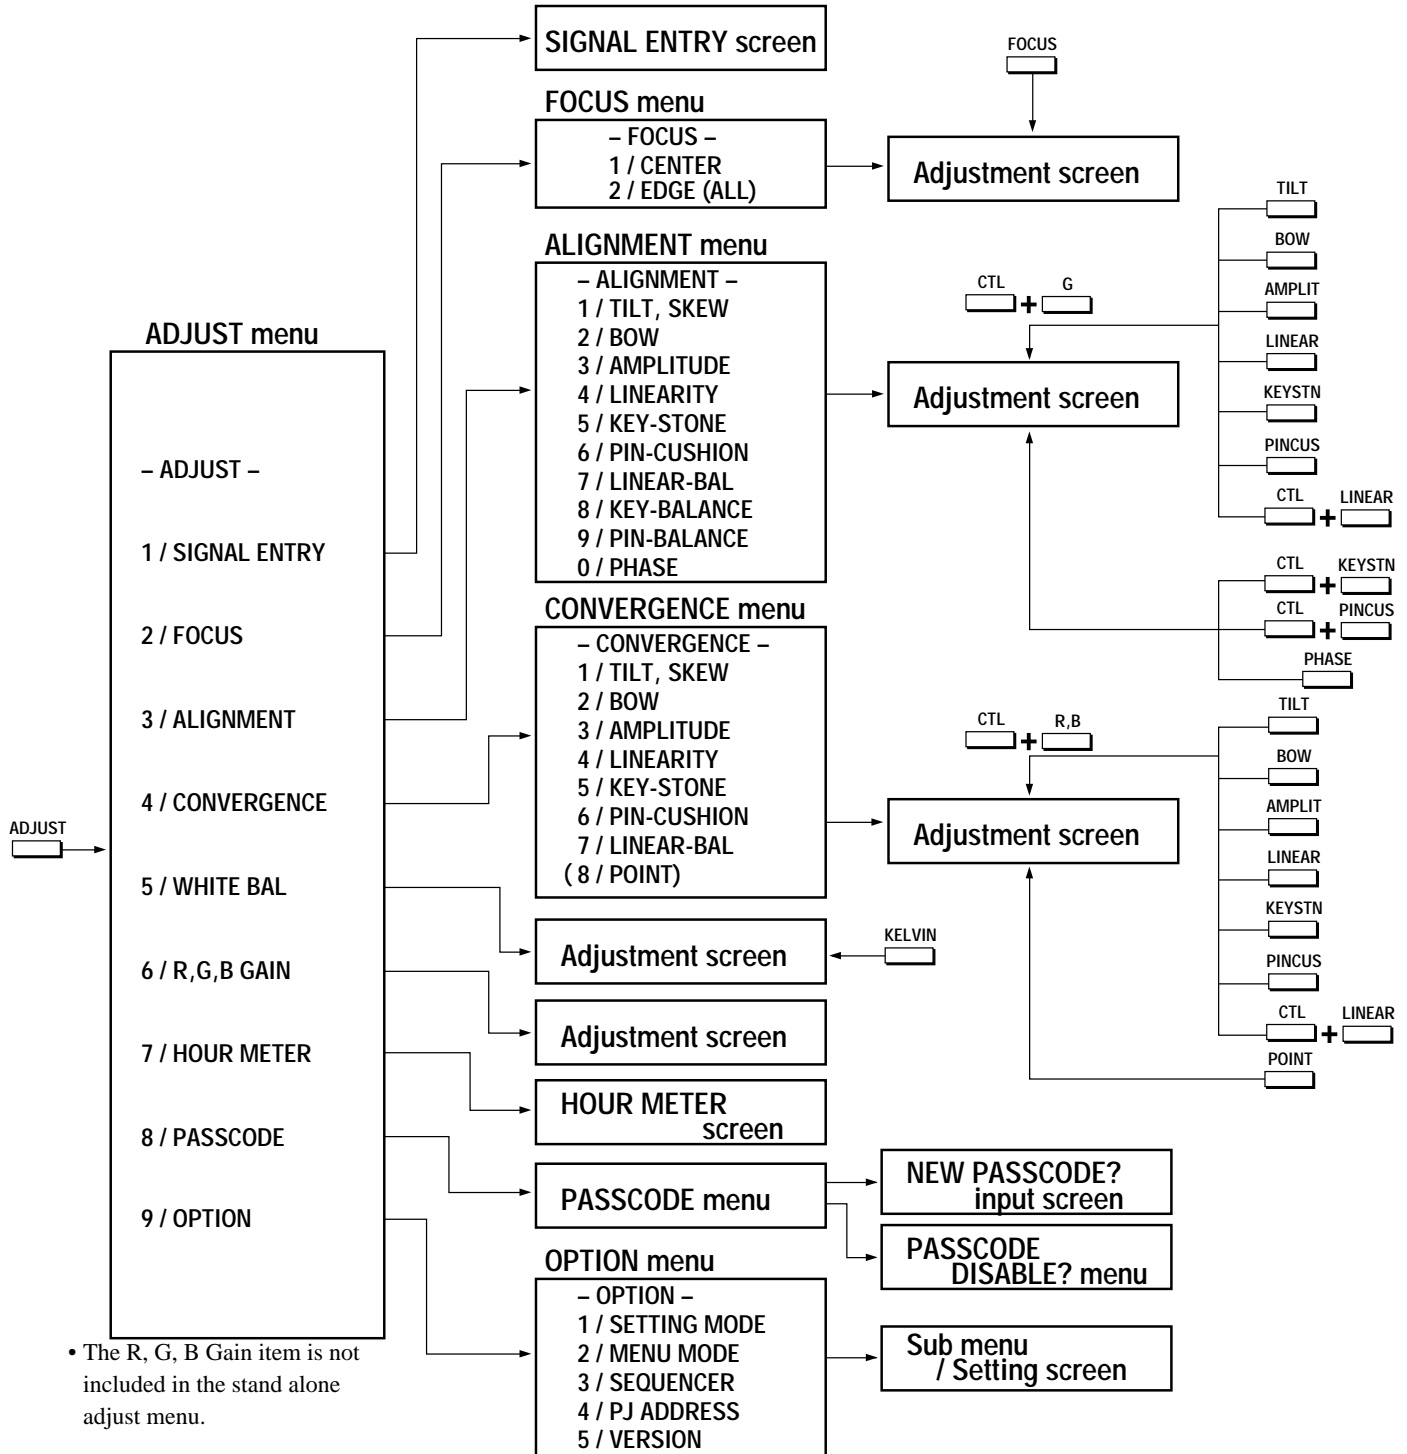 SIGNAL ENTRY screen
FOCUS
FOCUS menu
– FOCUS –
1 / CENTER
2 / EDGE (ALL)
Adjustment screen
ALIGNMENT menu
– ALIGNMENT –
1 / TILT, SKEW
2 / BOW
3 / AMPLITUDE
4 / LINEARITY
5 / KEY-STONE
6 / PIN-CUSHION
7 / LINEAR-BAL
8 / KEY-BALANCE
9 / PIN-BALANCE
0 / PHASE
CTL + G
Adjustment screen
TILT
BOW
AMPLIT
LINEAR
KEYSTN
PINCUS
CTL + LINEAR
CTL + KEYSTN
CTL + PINCUS
PHASE
ADJUST menu
– ADJUST –
1 / SIGNAL ENTRY
2 / FOCUS
3 / ALIGNMENT
4 / CONVERGENCE
5 / WHITE BAL
6 / R,G,B GAIN
7 / HOUR METER
8 / PASSCODE
9 / OPTION
ADJUST
CONVERGENCE menu
– CONVERGENCE –
1 / TILT, SKEW
2 / BOW
3 / AMPLITUDE
4 / LINEARITY
5 / KEY-STONE
6 / PIN-CUSHION
7 / LINEAR-BAL
( 8 / POINT)
CTL + R,B
Adjustment screen
TILT
BOW
AMPLIT
LINEAR
KEYSTN
PINCUS
CTL + LINEAR
POINT
Adjustment screen
KELVIN
Adjustment screen
HOUR METER
screen
PASSCODE menu
NEW PASSCODE?
input screen
PASSCODE
DISABLE? menu
OPTION menu
– OPTION –
1 / SETTING MODE
2 / MENU MODE
3 / SEQUENCER
4 / PJ ADDRESS
5 / VERSION
Sub menu
/ Setting screen
• The R, G, B Gain item is not
included in the stand alone
adjust menu.